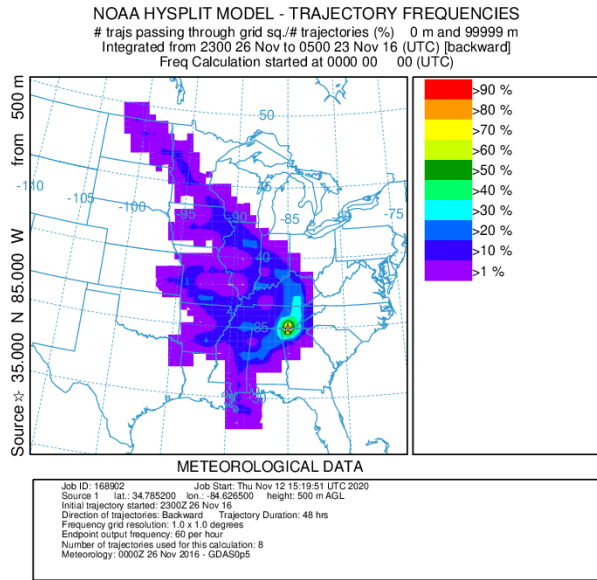 NOAA HYSPLIT MODEL - TRAJECTORY FREQUENCIES
# trajs passing through grid sq./# trajectories (%) 0 m and 99999 m
Integrated from 2300 26 Nov to 0500 23 Nov 16 (UTC) [backward]
Freq Calculation started at 0000 00 00 (UTC)
Source ☆ 35.000 N 85.000 W from 500 m
50
-110
-105
-100
-95
-90
-85
-80
-75
45
40
35
30
>90 %
>80 %
>70 %
>60 %
>50 %
>40 %
>30 %
>20 %
>10 %
>1 %
METEOROLOGICAL DATA
Job ID: 168902 Job Start: Thu Nov 12 15:19:51 UTC 2020
Source 1 lat.: 34.785200 lon.: -84.626500 height: 500 m AGL
Initial trajectory started: 2300Z 26 Nov 16
Direction of trajectories: Backward Trajectory Duration: 48 hrs
Frequency grid resolution: 1.0 x 1.0 degrees
Endpoint output frequency: 60 per hour
Number of trajectories used for this calculation: 8
Meteorology: 0000Z 26 Nov 2016 - GDAS0p5